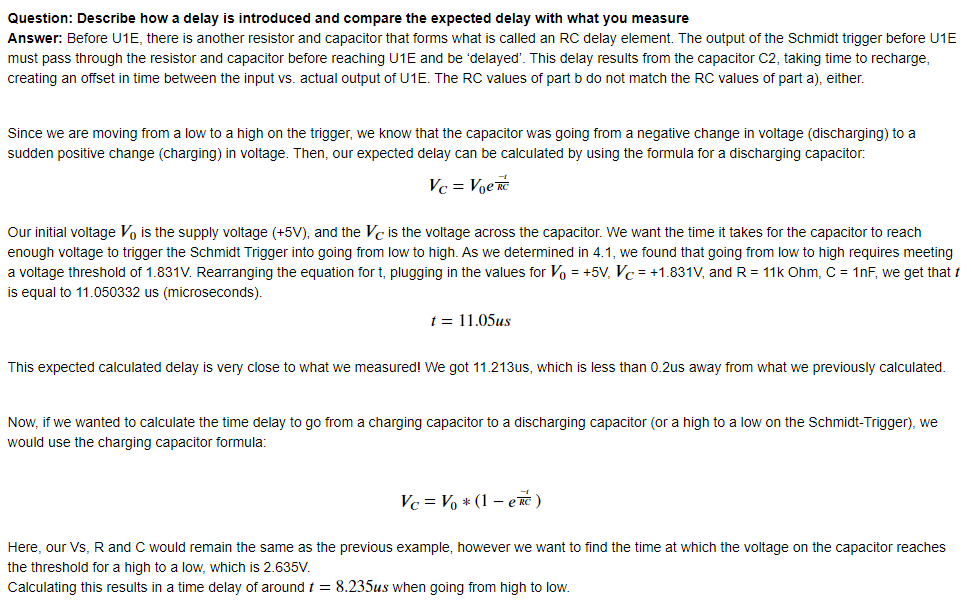 Question: Describe how a delay is introduced and compare the expected delay with what you measure
Answer: Before U1E, there is another resistor and capacitor that forms what is called an RC delay element. The output of the Schmidt trigger before U1E
must pass through the resistor and capacitor before reaching U1E and be ‘delayed’. This delay results from the capacitor C2, taking time to recharge,
creating an offset in time between the input vs. actual output of U1E. The RC values of part b do not match the RC values of part a), either.
Since we are moving from a low to a high on the trigger, we know that the capacitor was going from a negative change in voltage (discharging) to a
sudden positive change (charging) in voltage. Then, our expected delay can be calculated by using the formula for a discharging capacitor:
V_C = V_0 e^{\frac{-t}{RC}}
Our initial voltage V_0 is the supply voltage (+5V), and the V_C is the voltage across the capacitor. We want the time it takes for the capacitor to reach
enough voltage to trigger the Schmidt Trigger into going from low to high. As we determined in 4.1, we found that going from low to high requires meeting
a voltage threshold of 1.831V. Rearranging the equation for t, plugging in the values for V_0 = +5V, V_C = +1.831V, and R = 11k Ohm, C = 1nF, we get that t
is equal to 11.050332 us (microseconds).
t = 11.05us
This expected calculated delay is very close to what we measured! We got 11.213us, which is less than 0.2us away from what we previously calculated.
Now, if we wanted to calculate the time delay to go from a charging capacitor to a discharging capacitor (or a high to a low on the Schmidt-Trigger), we
would use the charging capacitor formula:
V_C = V_0 * (1 − e^{\frac{-t}{RC}})
Here, our Vs, R and C would remain the same as the previous example, however we want to find the time at which the voltage on the capacitor reaches
the threshold for a high to a low, which is 2.635V.
Calculating this results in a time delay of around t = 8.235us when going from high to low.